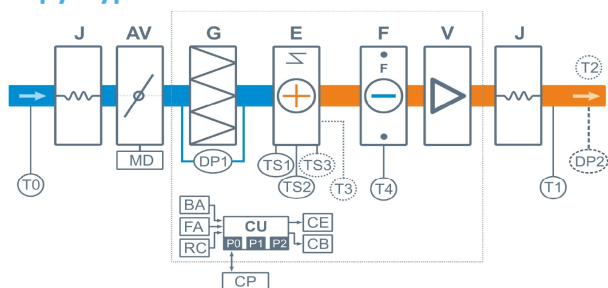 J AV G E F V J
F
T2
MD
DP1
TS1 TS3
TS2
T3
T0
T4
T1
DP2
BA
FA
RC
CU
P0 P1 P2
CE
CB
CP